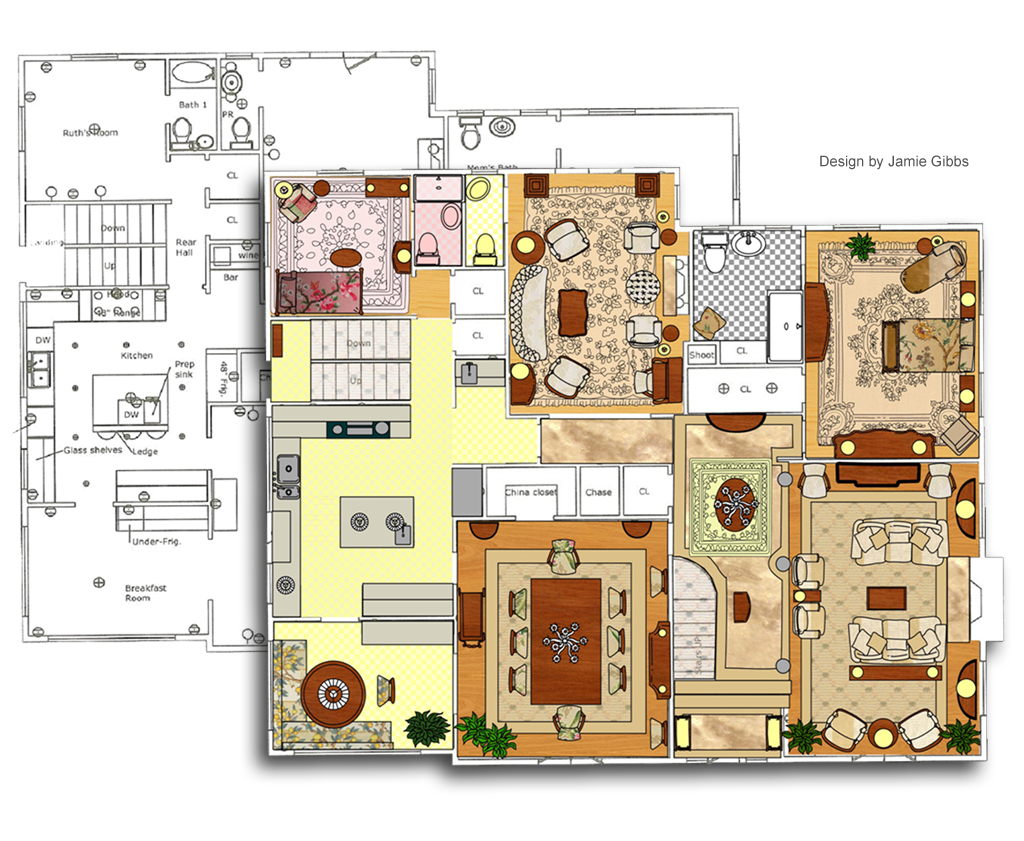 Bath 1
PR
Ruth's Room
Mom's Bath
Design by Jamie Gibbs
CL
CL
Down
Rear
Hall
Up
wine
Bar
Hood
48" Range
DW
Kitchen
Prep
sink
48" Frig.
DW
Glass shelves
Ledge
Under-Frig.
Breakfast
Room
CL
CL
Down
Up
Shoot
CL
CL
China closet
Chase
CL
Stairs UP